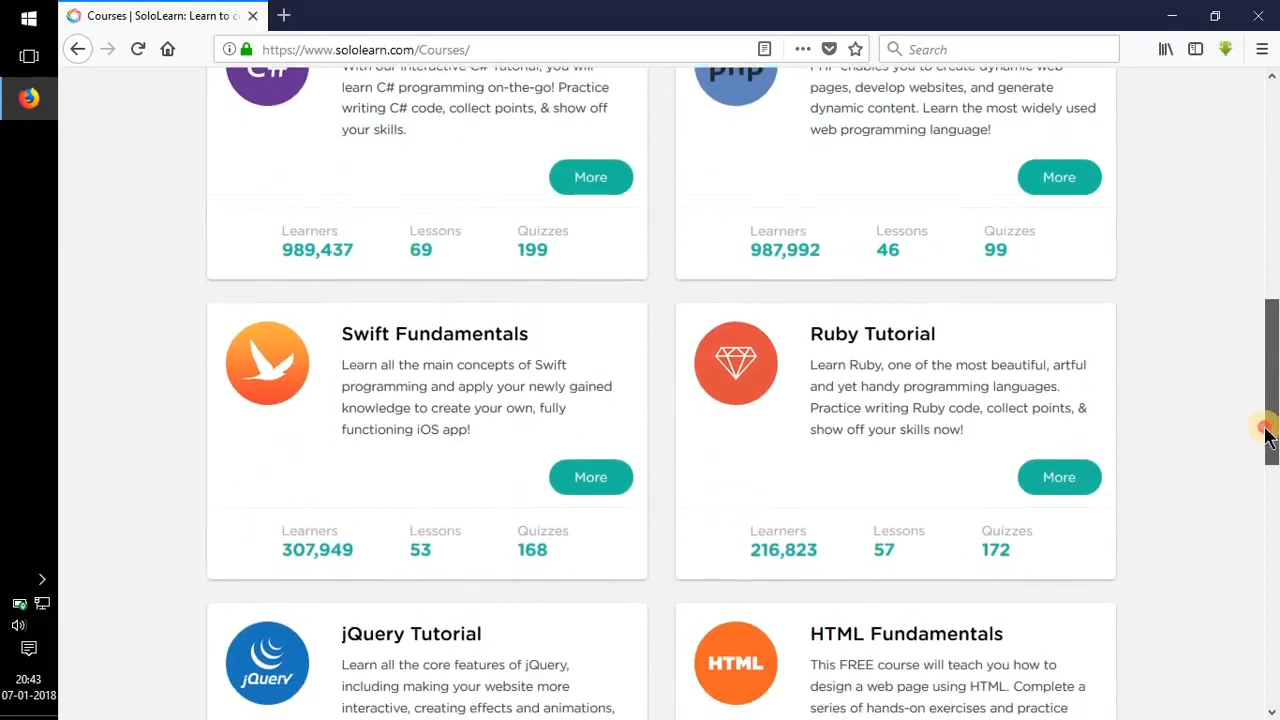 Courses | SoloLearn: Learn to c
https://www.sololearn.com/Courses/
Search
C#
With our interactive C# Tutorial, you will
learn C# programming on-the-go! Practice
writing C# code, collect points, & show off
your skills.
More
Learners Lessons Quizzes
989,437 69 199
php
PHP enables you to create dynamic web
pages, develop websites, and generate
dynamic content. Learn the most widely used
web programming language!
More
Learners Lessons Quizzes
987,992 46 99
Swift Fundamentals
Learn all the main concepts of Swift
programming and apply your newly gained
knowledge to create your own, fully
functioning iOS app!
More
Learners Lessons Quizzes
307,949 53 168
Ruby Tutorial
Learn Ruby, one of the most beautiful, artful
and yet handy programming languages.
Practice writing Ruby code, collect points, &
show off your skills now!
More
Learners Lessons Quizzes
216,823 57 172
jQuery
jQuery Tutorial
Learn all the core features of jQuery,
including making your website more
interactive, creating effects and animations,
HTML
HTML Fundamentals
This FREE course will teach you how to
design a web page using HTML. Complete a
series of hands-on exercises and practice
20:43
07-01-2018